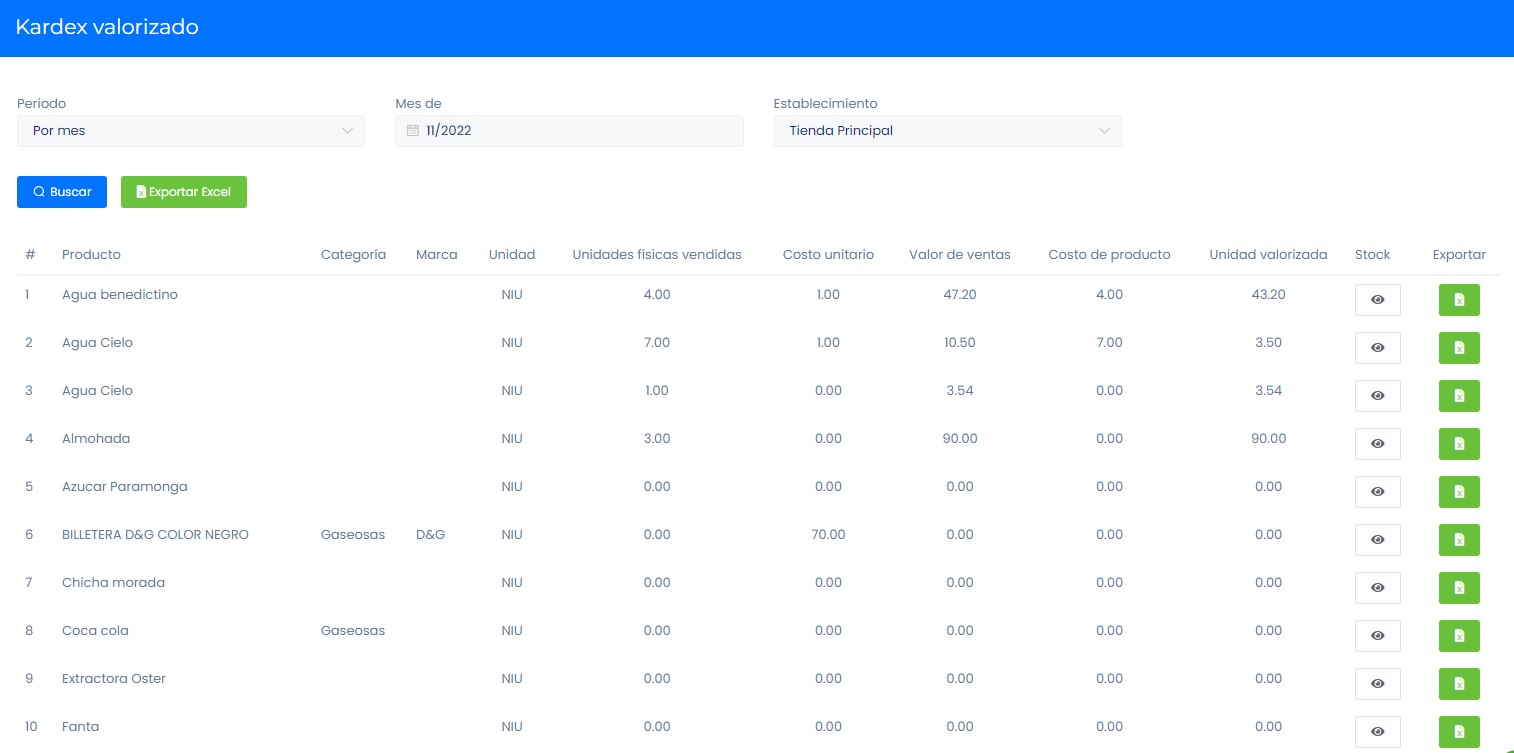 Kardex valorizado
Periodo Mes de Establecimiento
Por mes 11/2022 Tienda Principal
Buscar Exportar Excel
# Producto Categoría Marca Unidad Unidades físicas vendidas Costo unitario Valor de ventas Costo de producto Unidad valorizada Stock Exportar
1 Agua benedictino NIU 4.00 1.00 47.20 4.00 43.20
2 Agua Cielo NIU 7.00 1.00 10.50 7.00 3.50
3 Agua Cielo NIU 1.00 0.00 3.54 0.00 3.54
4 Almohada NIU 3.00 0.00 90.00 0.00 90.00
5 Azucar Paramonga NIU 0.00 0.00 0.00 0.00 0.00
6 BILLETERA D&G COLOR NEGRO Gaseosas D&G NIU 0.00 70.00 0.00 0.00 0.00
7 Chicha morada NIU 0.00 0.00 0.00 0.00 0.00
8 Coca cola Gaseosas NIU 0.00 0.00 0.00 0.00 0.00
9 Extractora Oster NIU 0.00 0.00 0.00 0.00 0.00
10 Fanta NIU 0.00 0.00 0.00 0.00 0.00